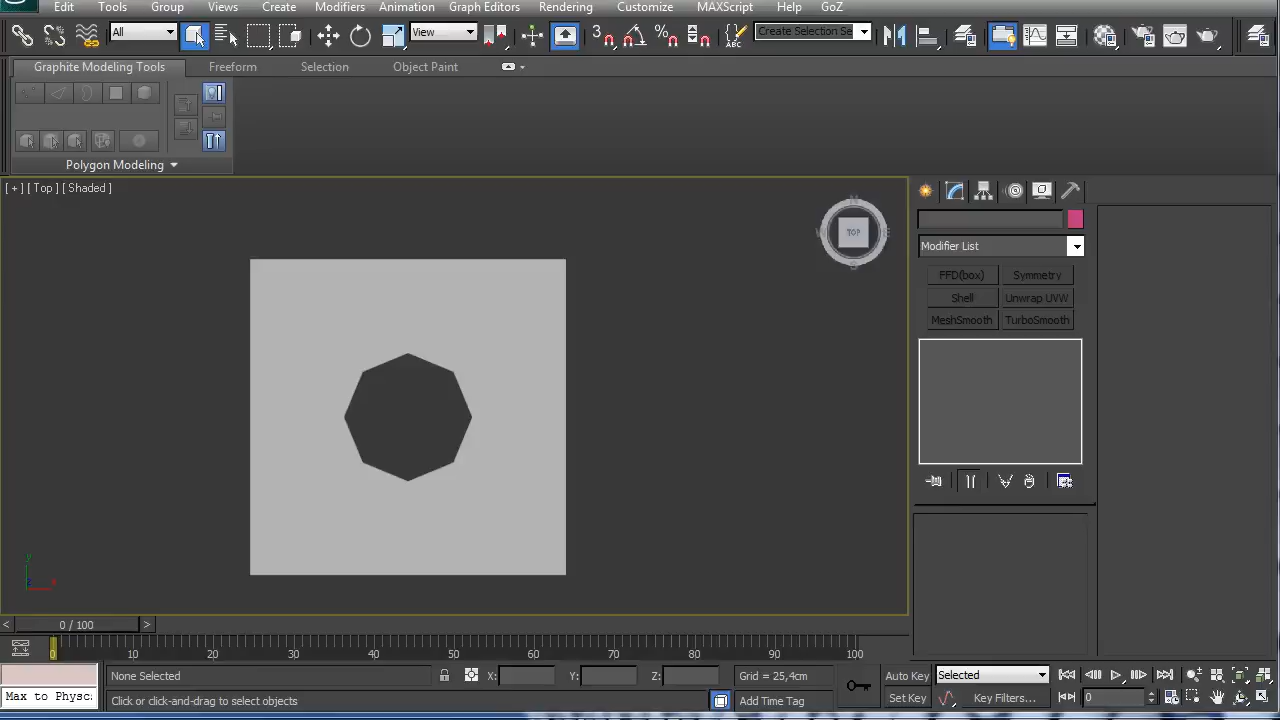 Edit Tools Group Views Create Modifiers Animation Graph Editors Rendering Customize MAXScript Help GoZ
All View 3 Create Selection Se
Graphite Modeling Tools Freeform Selection Object Paint
Polygon Modeling
[ + ] [ Top ] [ Shaded ]
TOP
Modifier List
FFD(box) Symmetry
Shell Unwrap UVW
MeshSmooth TurboSmooth
y
z x
< 0 / 100 >
0 10 20 30 40 50 60 70 80 90 100
None Selected X: Y: Z: Grid = 25,4cm Auto Key Selected
Max to Physc: Click or click-and-drag to select objects Add Time Tag Set Key Key Filters... 0